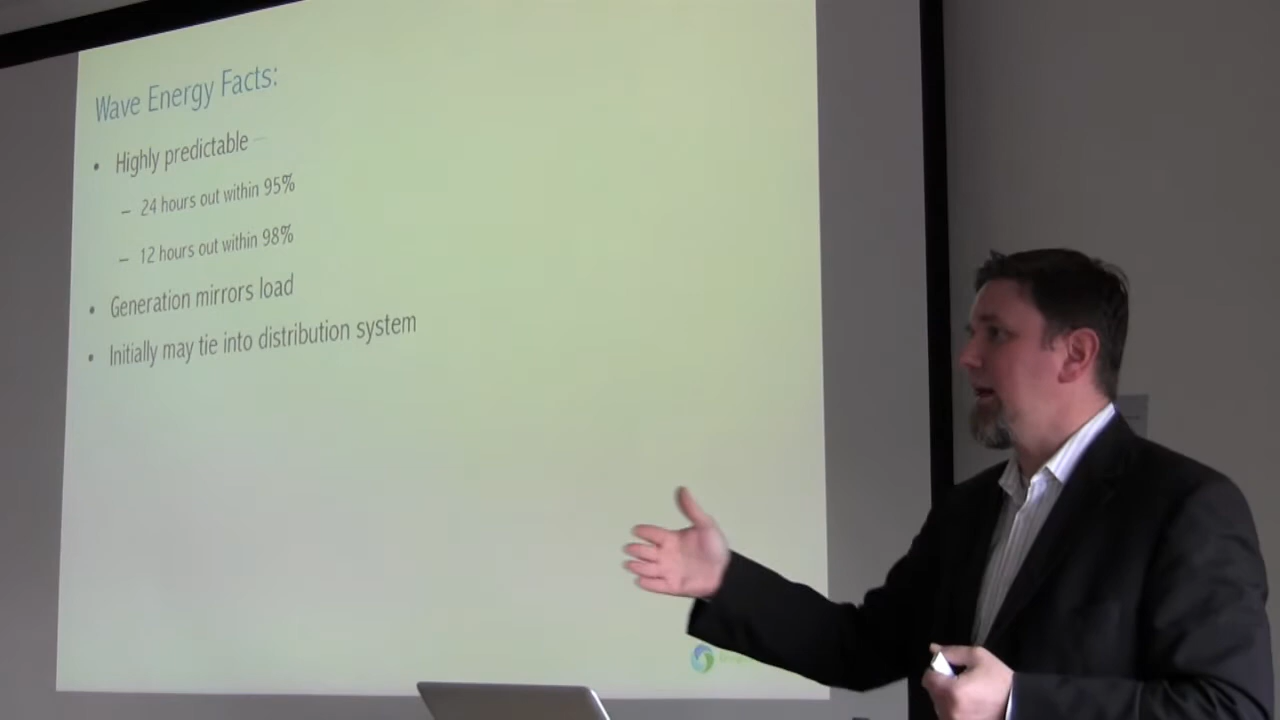 Wave Energy Facts:
• Highly predictable –
– 24 hours out within 95%
– 12 hours out within 98%
• Generation mirrors load
• Initially may tie into distribution system